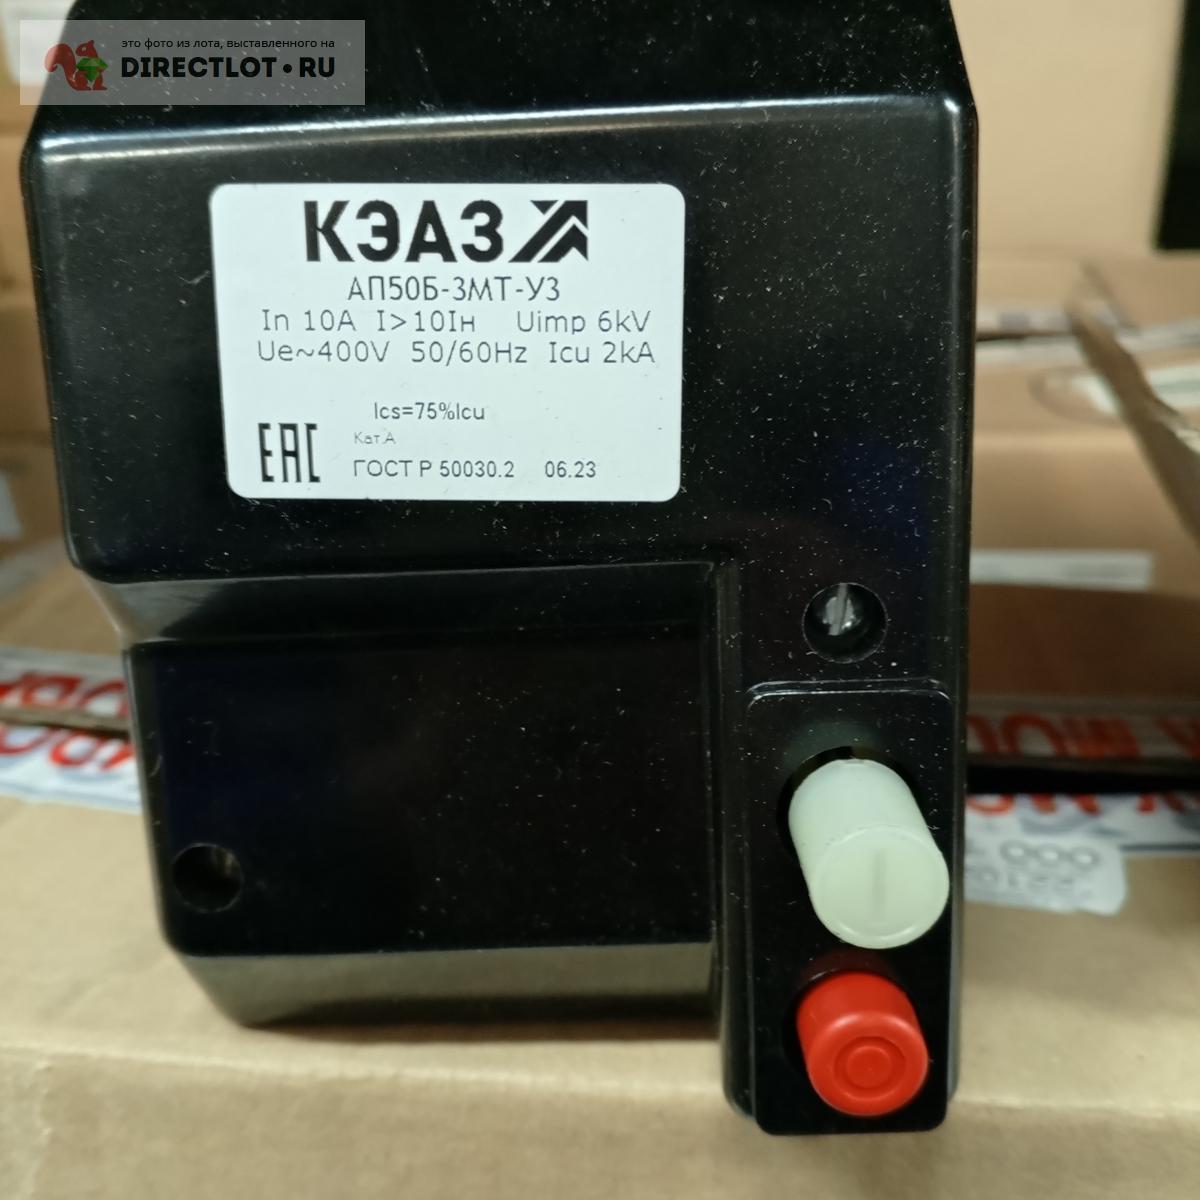 это фото из лота, выставленного на
DIRECTLOT•RU
КЭАЗ
АП50Б-3МТ-У3
In 10A I>10Iн Uimp 6kV
Ue~400V 50/60Hz Icu 2kA
Ics=75%Icu
EAC
Кат.А
ГОСТ Р 50030.2 06.23